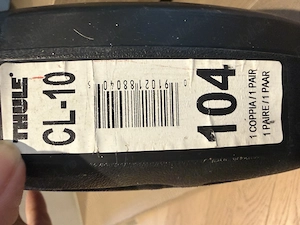 THULE
CL-10
104
1 COPPIA/1 PAIR
1 PAIRE/1 PAAR